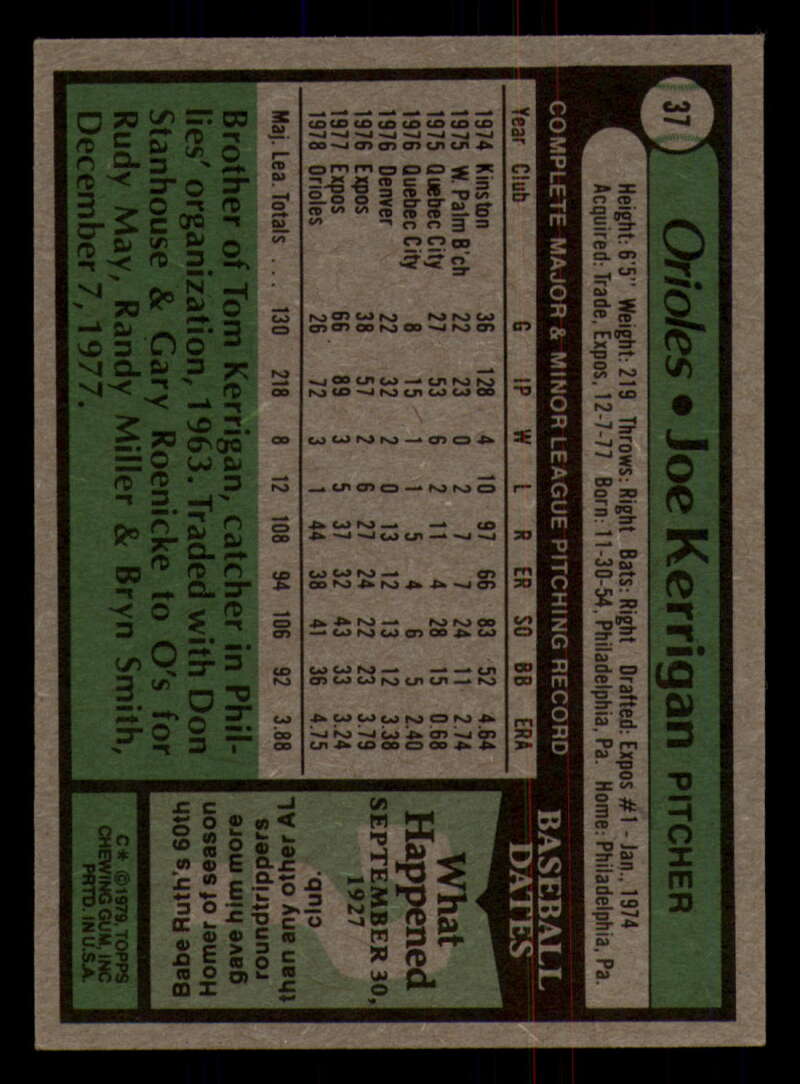 37
Orioles • Joe Kerrigan PITCHER
Height: 6'5" Weight: 219 Throws: Right Bats: Right Drafted: Expos #1 - Jan., 1974
Acquired: Trade, Expos, 12-7-77 Born: 11-30-54, Philadelphia, Pa. Home: Philadelphia, Pa.
COMPLETE MAJOR & MINOR LEAGUE PITCHING RECORD
Year Club G IP W L R ER SO BB ERA
1974 Kinston 36 128 4 10 97 66 83 52 4.64
1975 W. Palm B'ch 22 23 0 2 7 7 24 11 2.74
1975 Quebec City 27 53 6 2 11 4 28 15 0.68
1976 Quebec City 8 15 1 1 5 4 6 5 2.40
1976 Denver 22 32 2 0 13 12 13 12 3.38
1976 Expos 38 57 2 6 27 24 22 23 3.79
1977 Expos 66 89 3 5 37 32 43 33 3.24
1978 Orioles 26 72 3 1 44 38 41 36 4.75
Maj. Lea. Totals . . . 130 218 8 12 108 94 106 92 3.88
Brother of Tom Kerrigan, catcher in Phil-
lies' organization, 1963. Traded with Don
Stanhouse & Gary Roenicke to O's for
Rudy May, Randy Miller & Bryn Smith,
December 7, 1977.
BASEBALL
DATES
What
Happened
SEPTEMBER 30,
1927
Babe Ruth's 60th
Homer of season
gave him more
roundtrippers
than any other AL
club.
C* ©1979 TOPPS
CHEWING GUM, INC
PRTD. IN U.S.A.